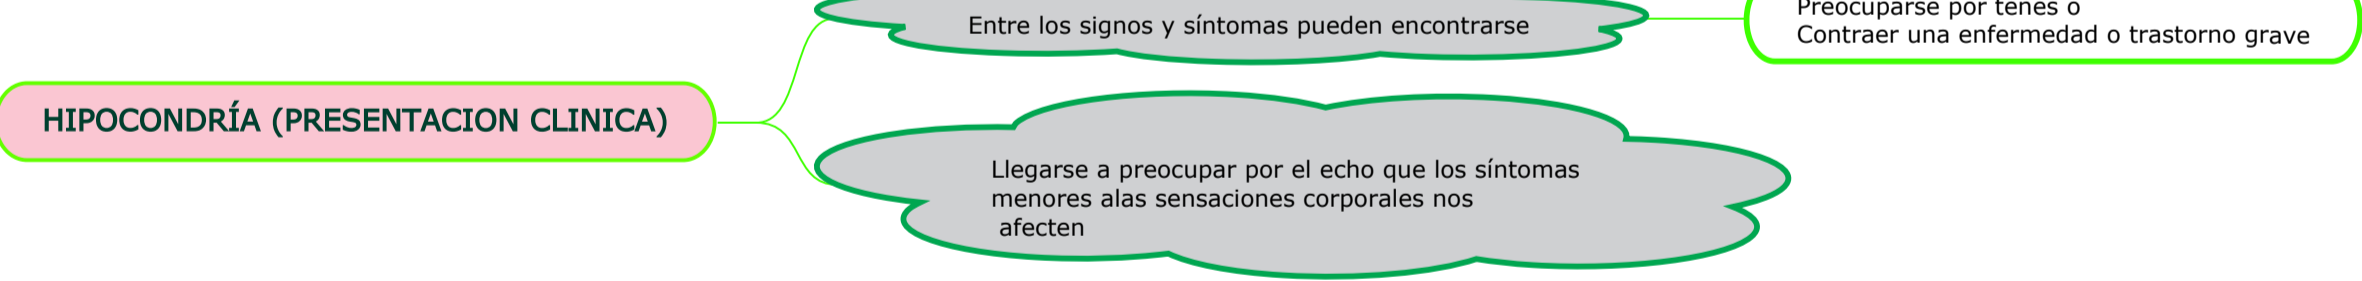 Entre los signos y síntomas pueden encontrarse
Preocuparse por tenes o
Contraer una enfermedad o trastorno grave
HIPOCONDRÍA (PRESENTACION CLINICA)
Llegarse a preocupar por el echo que los síntomas
menores alas sensaciones corporales nos
afecten